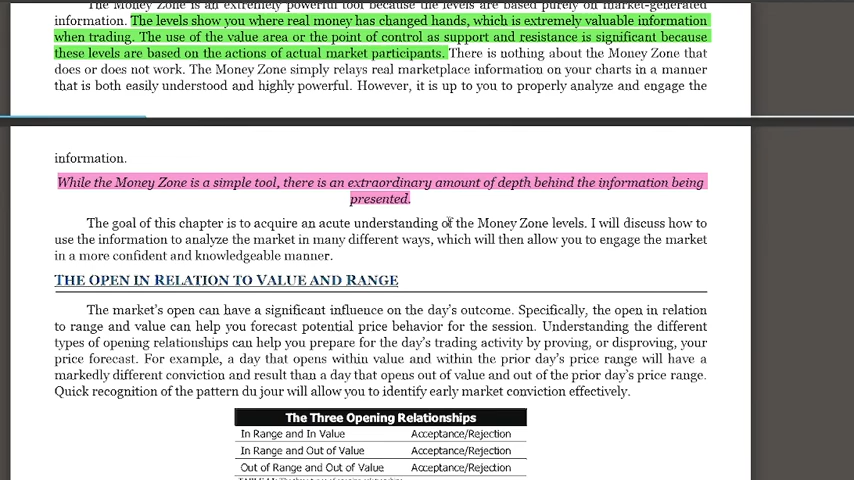 The Money Zone is an extremely powerful tool because the levels are based purely on market-generated
information. The levels show you where real money has changed hands, which is extremely valuable information
when trading. The use of the value area or the point of control as support and resistance is significant because
these levels are based on the actions of actual market participants. There is nothing about the Money Zone that
does or does not work. The Money Zone simply relays real marketplace information on your charts in a manner
that is both easily understood and highly powerful. However, it is up to you to properly analyze and engage the
information.
While the Money Zone is a simple tool, there is an extraordinary amount of depth behind the information being
presented.
The goal of this chapter is to acquire an acute understanding of the Money Zone levels. I will discuss how to
use the information to analyze the market in many different ways, which will then allow you to engage the market
in a more confident and knowledgeable manner.
THE OPEN IN RELATION TO VALUE AND RANGE
The market's open can have a significant influence on the day's outcome. Specifically, the open in relation
to range and value can help you forecast potential price behavior for the session. Understanding the different
types of opening relationships can help you prepare for the day's trading activity by proving, or disproving, your
price forecast. For example, a day that opens within value and within the prior day's price range will have a
markedly different conviction and result than a day that opens out of value and out of the prior day's price range.
Quick recognition of the pattern du jour will allow you to identify early market conviction effectively.
The Three Opening Relationships
In Range and In Value Acceptance/Rejection
In Range and Out of Value Acceptance/Rejection
Out of Range and Out of Value Acceptance/Rejection